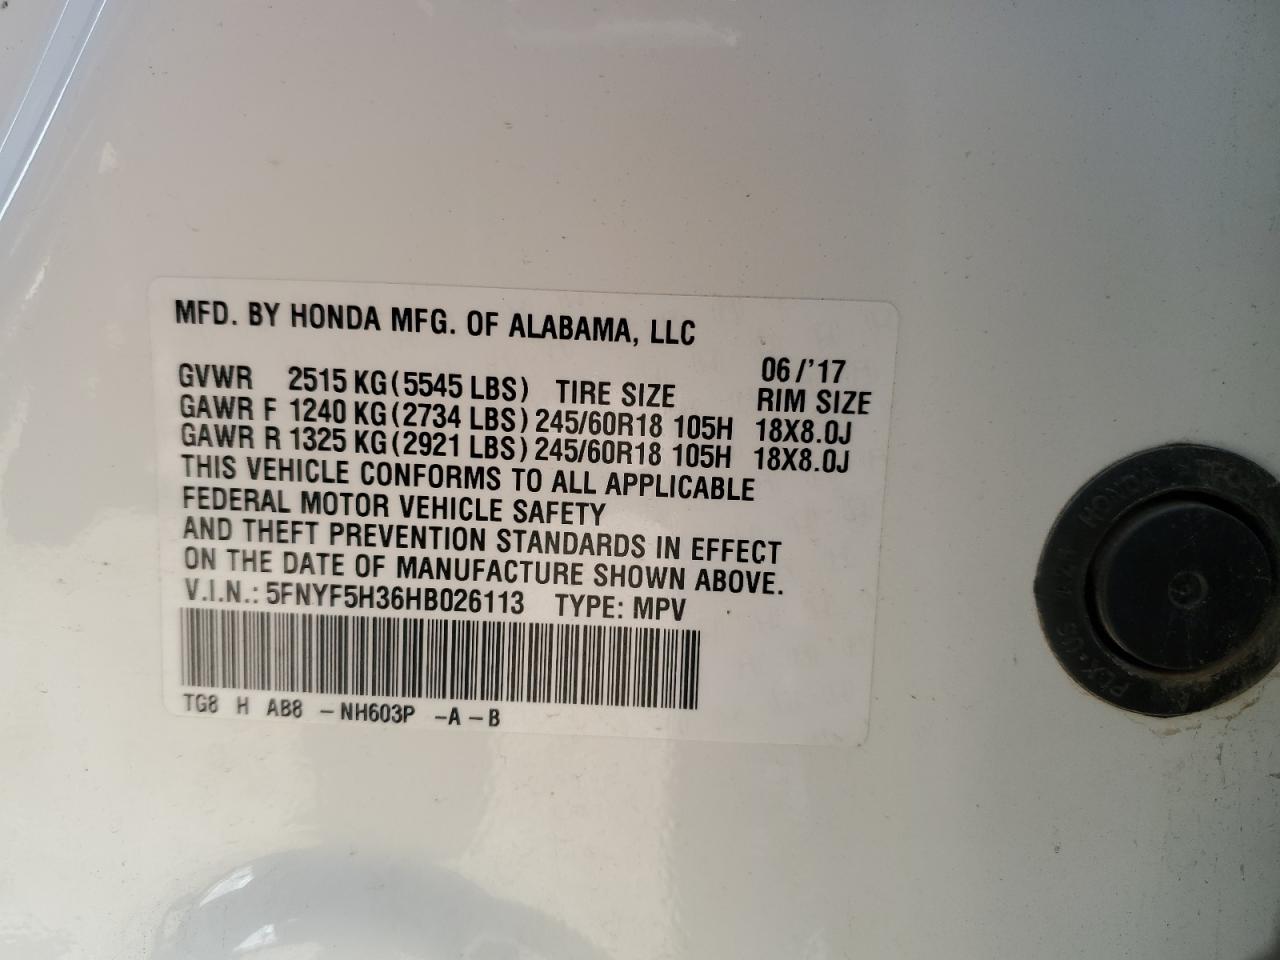 MFD. BY HONDA MFG. OF ALABAMA, LLC
06/'17
GVWR 2515 KG(5545 LBS) TIRE SIZE RIM SIZE
GAWR F 1240 KG(2734 LBS) 245/60R18 105H 18X8.0J
GAWR R 1325 KG(2921 LBS) 245/60R18 105H 18X8.0J
THIS VEHICLE CONFORMS TO ALL APPLICABLE
FEDERAL MOTOR VEHICLE SAFETY
AND THEFT PREVENTION STANDARDS IN EFFECT
ON THE DATE OF MANUFACTURE SHOWN ABOVE.
V.I.N.: 5FNYF5H36HB026113 TYPE: MPV
TG8 H AB8 -NH603P -A-B
HONDA